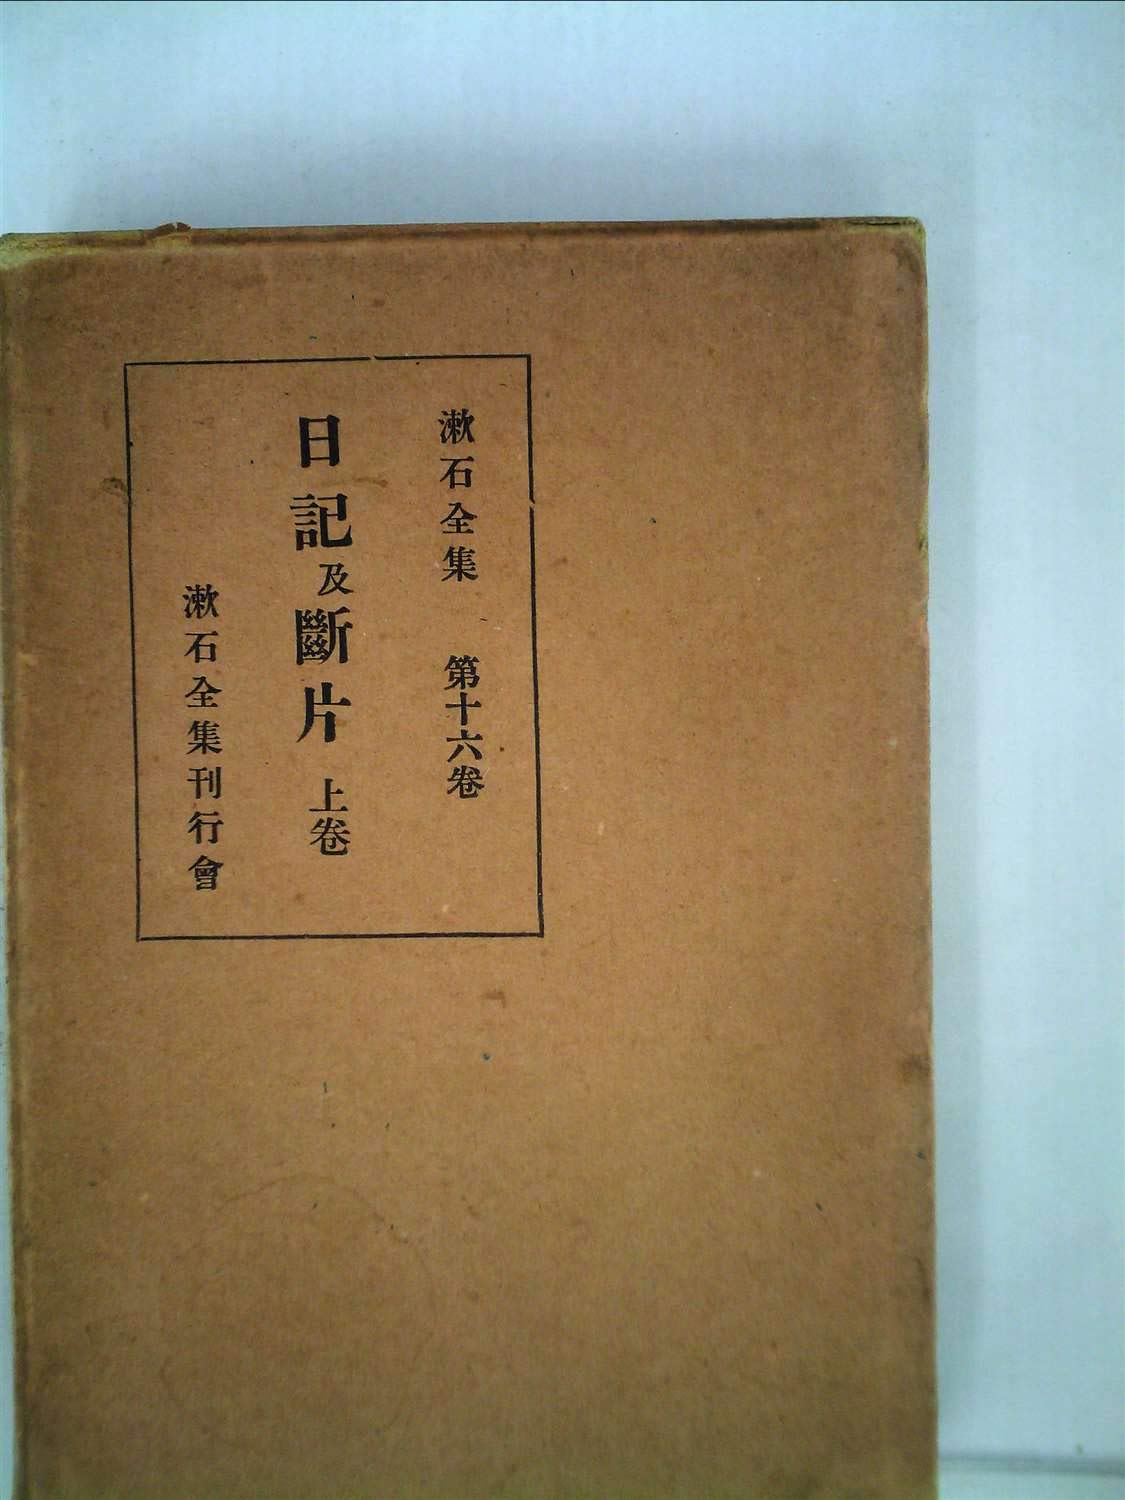 漱石全集 第十六卷
日記及斷片 上卷
漱石全集刊行會